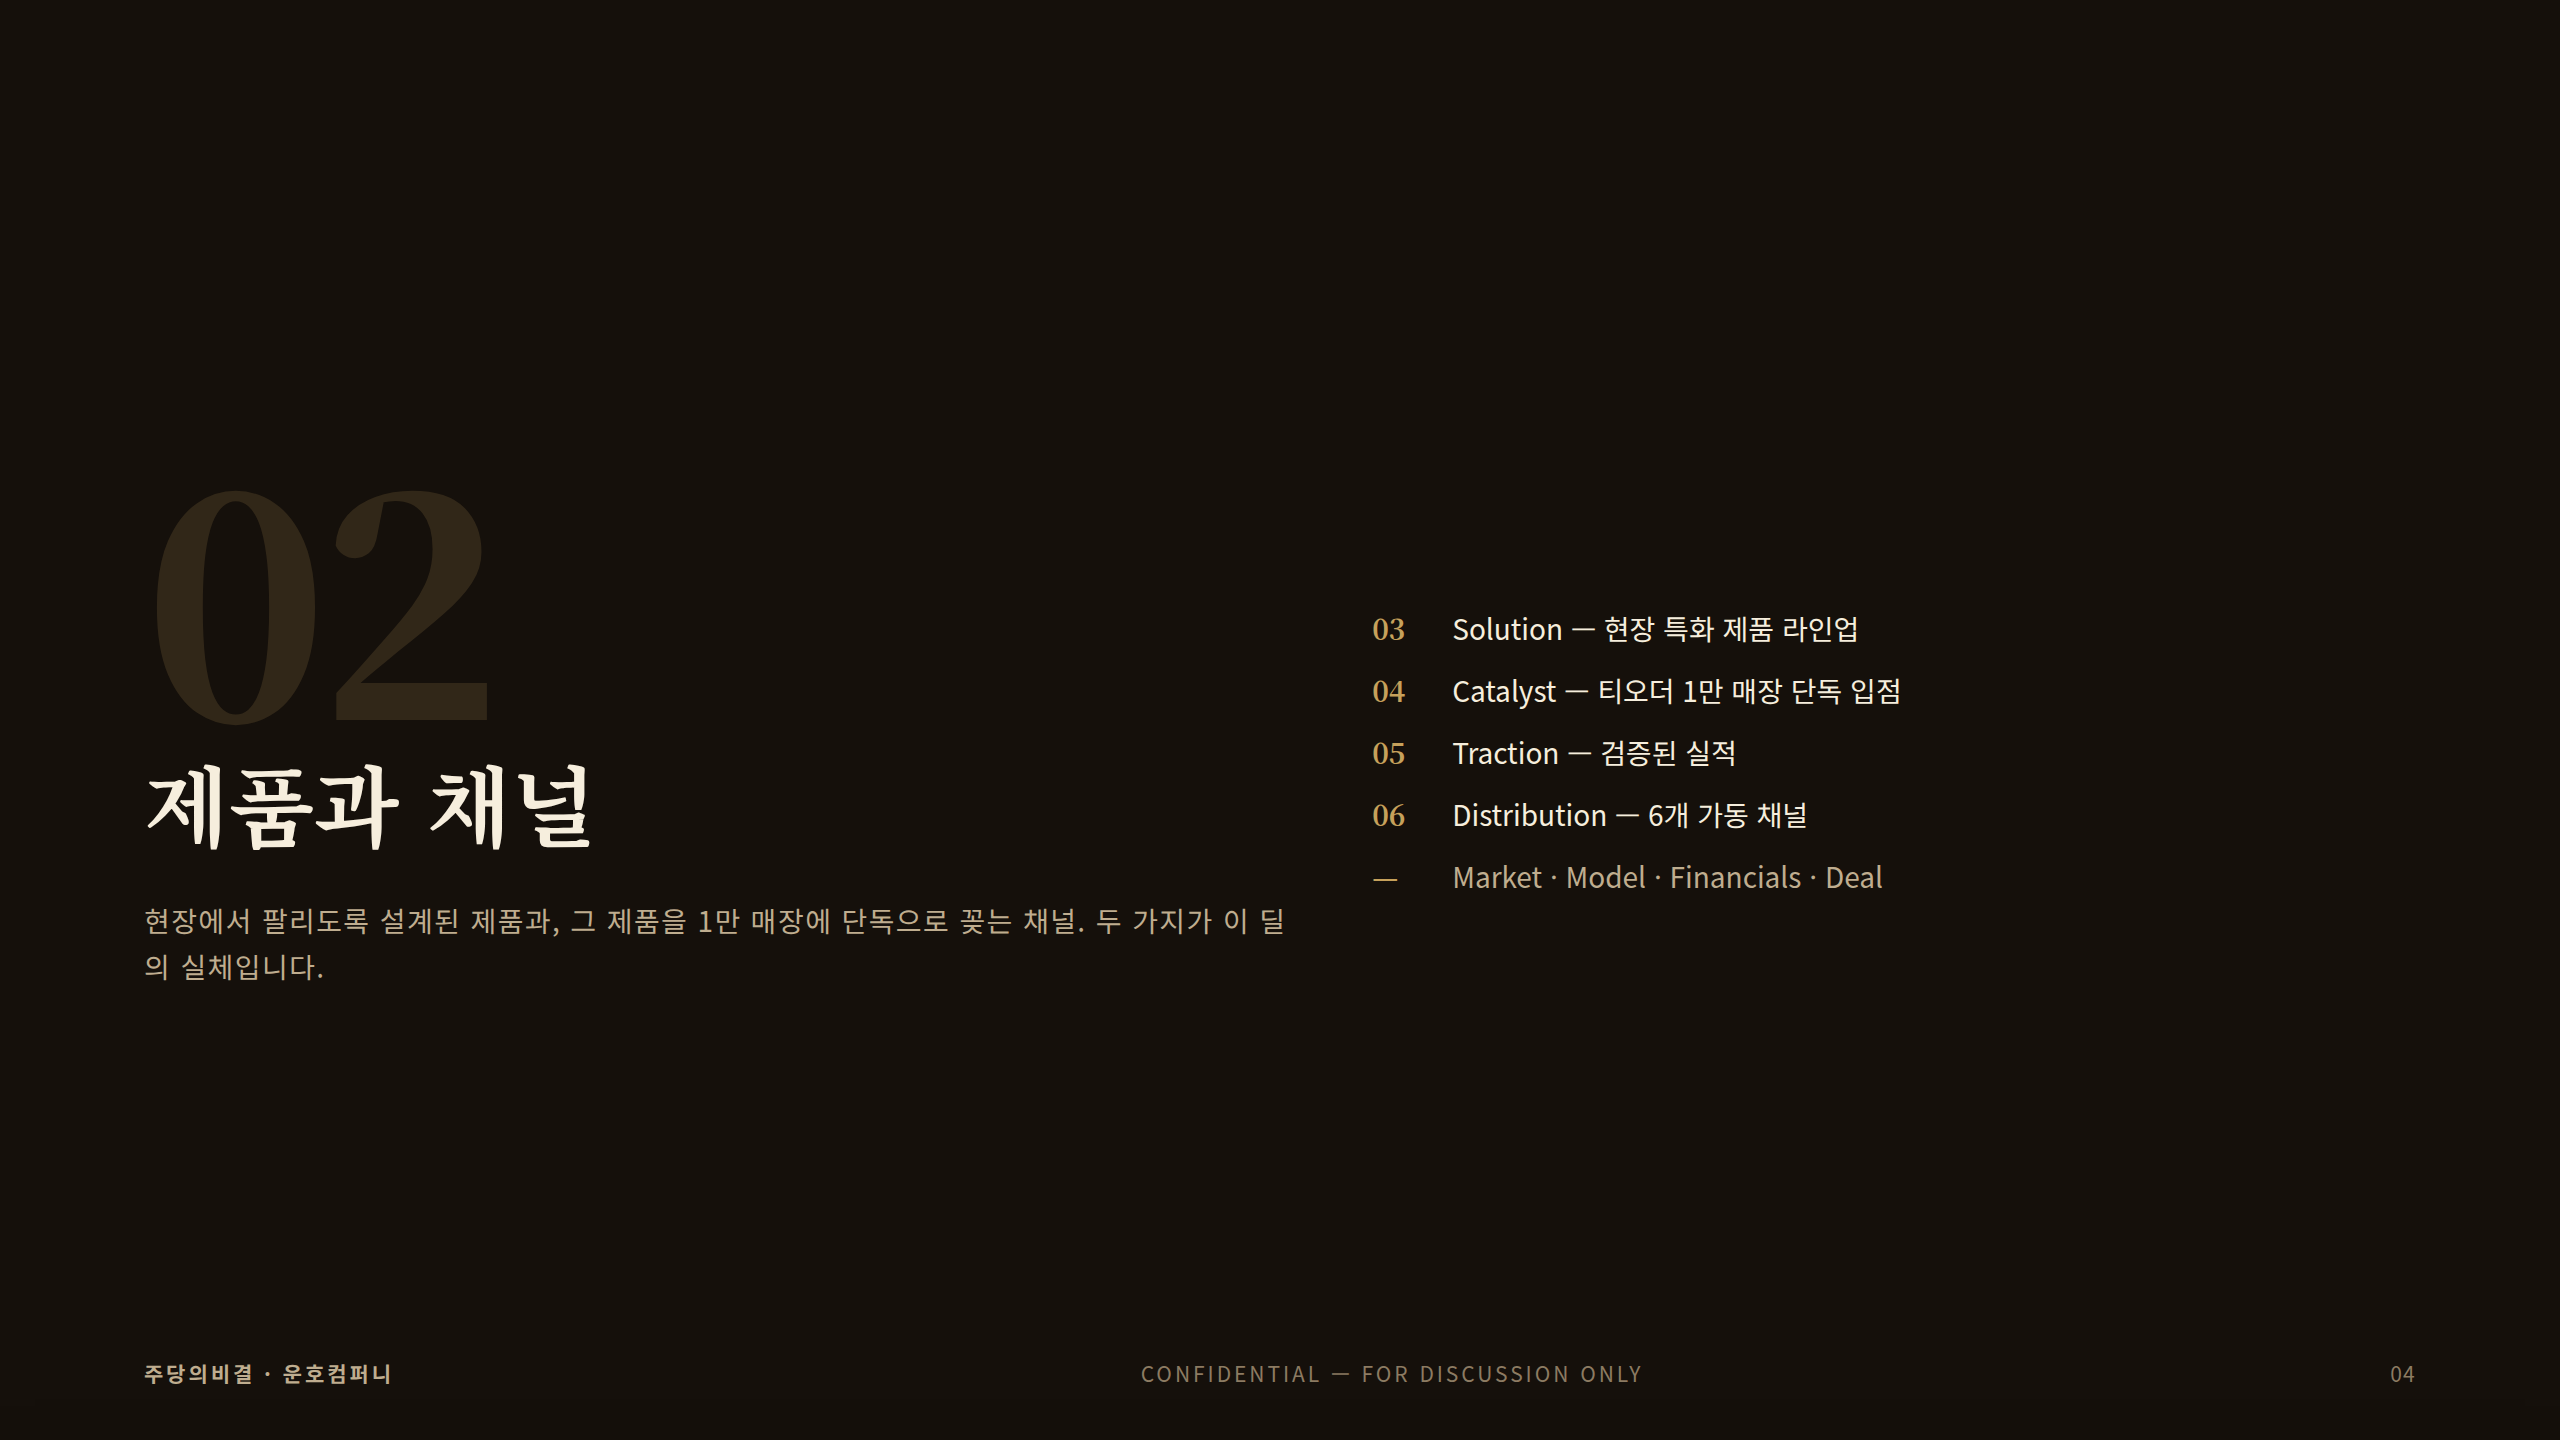 02
제품과 채널
현장에서 팔리도록 설계된 제품과, 그 제품을 1만 매장에 단독으로 꽂는 채널. 두 가지가 이 딜
의 실체입니다.
03 Solution — 현장 특화 제품 라인업
04 Catalyst — 티오더 1만 매장 단독 입점
05 Traction — 검증된 실적
06 Distribution — 6개 가동 채널
— Market · Model · Financials · Deal
주당의비결 · 운호컴퍼니
CONFIDENTIAL — FOR DISCUSSION ONLY
04